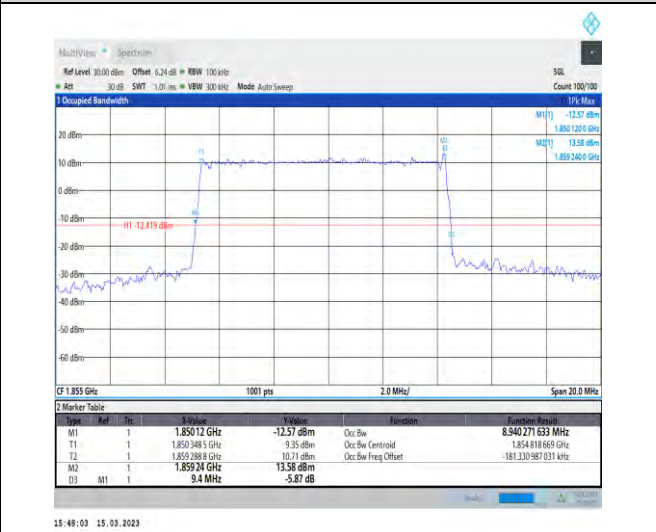 MultiView Spectrum
Ref Level 30.00 dBm Offset 6.24 dB RBW 100 kHz SGL
Att 30 dB SWT 1.01 ms VBW 300 kHz Mode Auto Sweep Count 100/100
1 Occupied Bandwidth 1Pk Max
M1[1] -12.57 dBm
1.850 120 0 GHz
M2[1] 13.58 dBm
1.859 240 0 GHz
20 dBm
M2
T1
T2
10 dBm
0 dBm
-10 dBm
M1
H1 -12.419 dBm
-20 dBm
D3
-30 dBm
-40 dBm
-50 dBm
-60 dBm
CF 1.855 GHz 1001 pts 2.0 MHz/ Span 20.0 MHz
2 Marker Table
Type Ref Trc X-Value Y-Value Function Function Result
M1 1 1.85012 GHz -12.57 dBm Occ Bw 8.940 271 633 MHz
T1 1 1.850 348 5 GHz 9.35 dBm Occ Bw Centroid 1.854 818 669 GHz
T2 1 1.859 288 8 GHz 10.71 dBm Occ Bw Freq Offset -181.330 987 031 kHz
M2 1 1.859 24 GHz 13.58 dBm
D3 M1 1 9.4 MHz -5.87 dB
15:48:03 15.03.2023